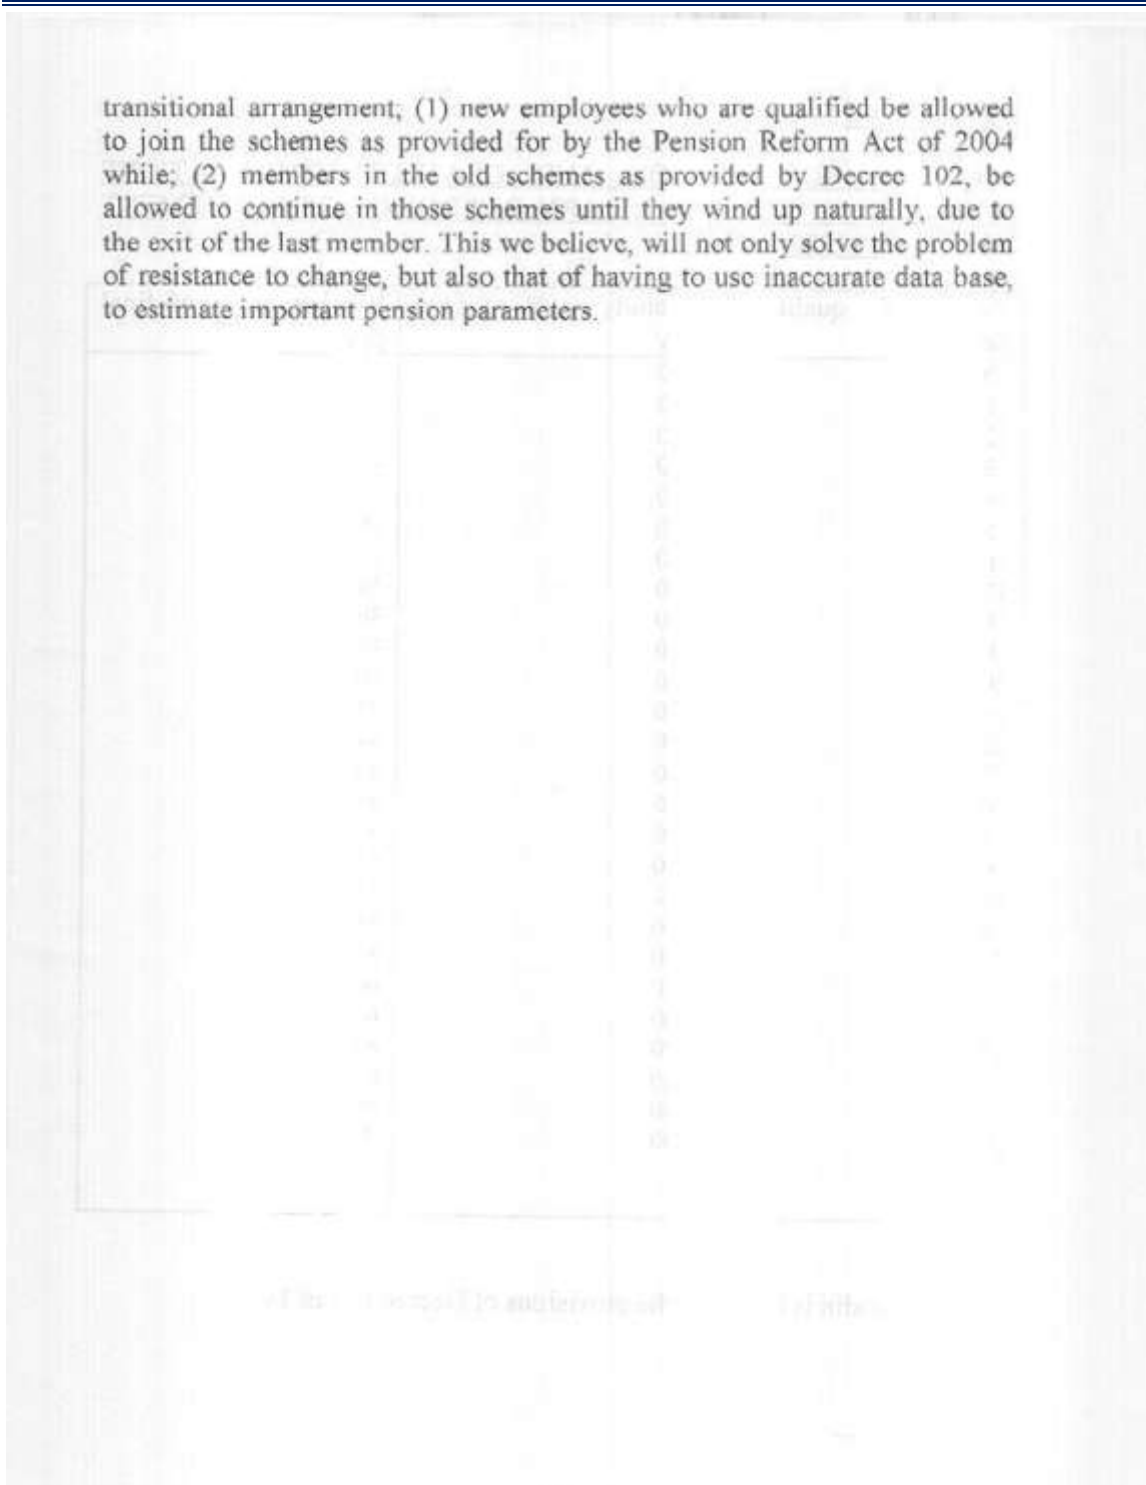 transitional arrangement; (1) new employees who are qualified be allowed
to join the schemes as provided for by the Pension Reform Act of 2004
while; (2) members in the old schemes as provided by Decree 102, be
allowed to continue in those schemes until they wind up naturally, due to
the exit of the last member. This we believe, will not only solve the problem
of resistance to change, but also that of having to use inaccurate data base,
to estimate important pension parameters.